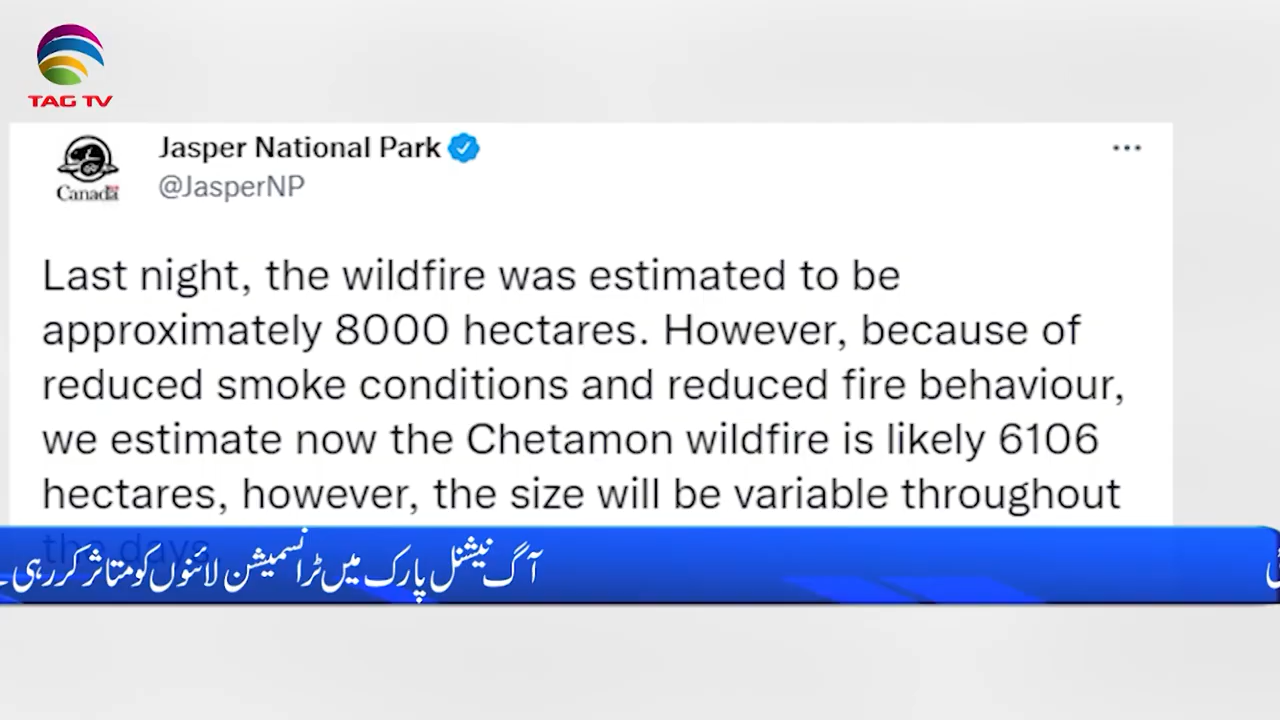 TAG TV
Jasper National Park
@JasperNP
Canada
Last night, the wildfire was estimated to be
approximately 8000 hectares. However, because of
reduced smoke conditions and reduced fire behaviour,
we estimate now the Chetamon wildfire is likely 6106
hectares, however, the size will be variable throughout
the days
آگ نیشنل پارک میں ٹرانسمیشن لائنوں کو متاثر کر رہی ۔